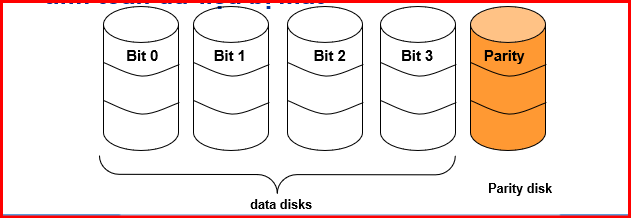 Bit 0 Bit 1 Bit 2 Bit 3 Parity
Parity disk
data disks